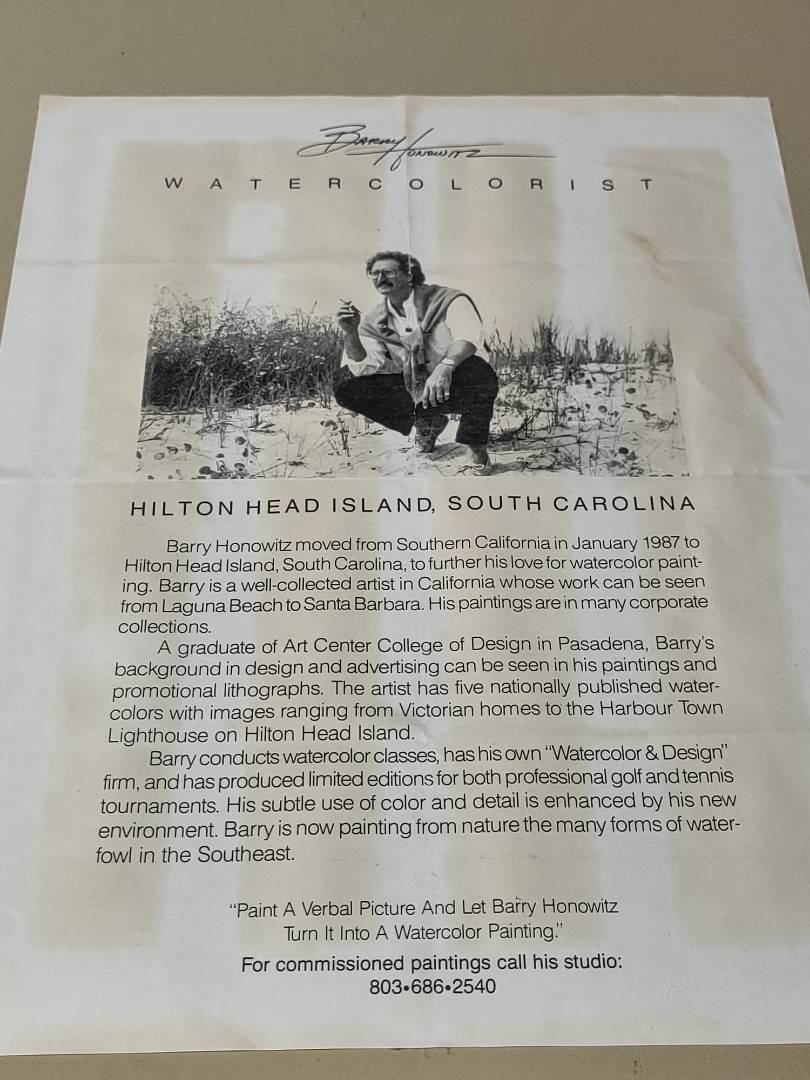 Barry Honowitz
WATERCOLORIST
HILTON HEAD ISLAND, SOUTH CAROLINA
Barry Honowitz moved from Southern California in January 1987 to
Hilton Head Island, South Carolina, to further his love for watercolor paint-
ing. Barry is a well-collected artist in California whose work can be seen
from Laguna Beach to Santa Barbara. His paintings are in many corporate
collections.
A graduate of Art Center College of Design in Pasadena, Barry's
background in design and advertising can be seen in his paintings and
promotional lithographs. The artist has five nationally published water-
colors with images ranging from Victorian homes to the Harbour Town
Lighthouse on Hilton Head Island.
Barry conducts watercolor classes, has his own "Watercolor & Design"
firm, and has produced limited editions for both professional golf and tennis
tournaments. His subtle use of color and detail is enhanced by his new
environment. Barry is now painting from nature the many forms of water-
fowl in the Southeast.
"Paint A Verbal Picture And Let Barry Honowitz
Turn It Into A Watercolor Painting."
For commissioned paintings call his studio:
803•686•2540